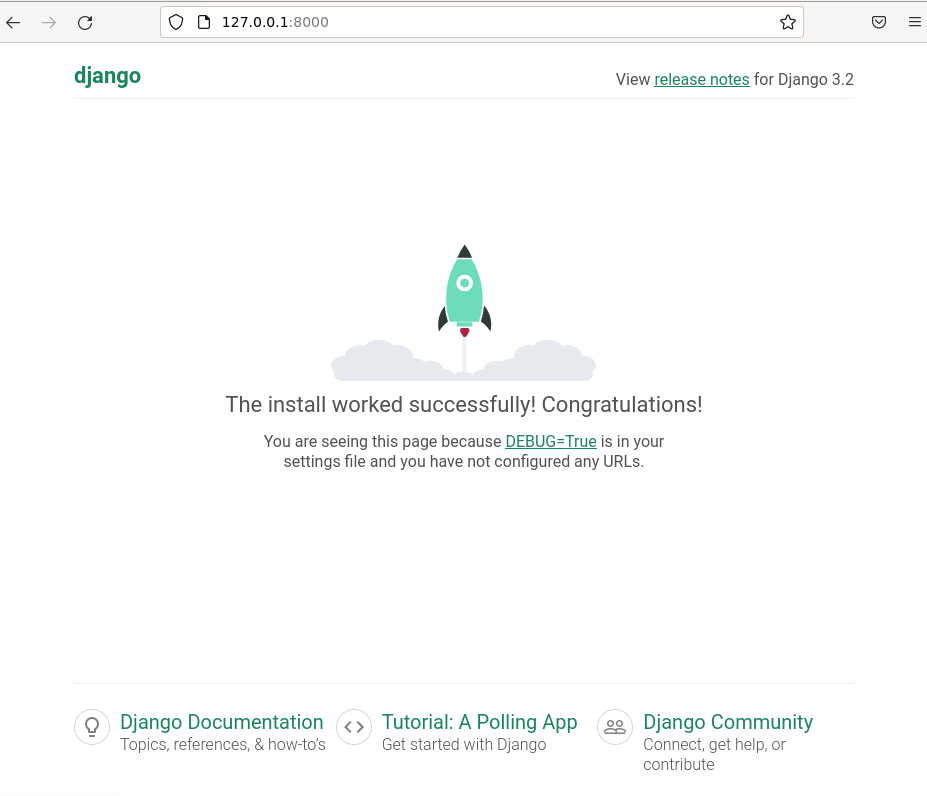 127.0.0.1:8000
django
View release notes for Django 3.2
The install worked successfully! Congratulations!
You are seeing this page because DEBUG=True is in your
settings file and you have not configured any URLs.
Django Documentation
Topics, references, & how-to’s
Tutorial: A Polling App
Get started with Django
Django Community
Connect, get help, or
contribute